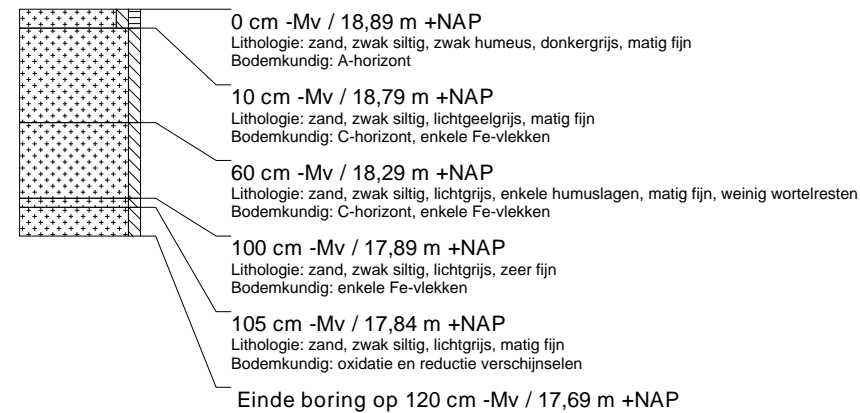 0 cm -Mv / 18,89 m +NAP
Lithologie: zand, zwak siltig, zwak humeus, donkergrijs, matig fijn
Bodemkundig: A-horizont
10 cm -Mv / 18,79 m +NAP
Lithologie: zand, zwak siltig, lichtgeelgrijs, matig fijn
Bodemkundig: C-horizont, enkele Fe-vlekken
60 cm -Mv / 18,29 m +NAP
Lithologie: zand, zwak siltig, lichtgrijs, enkele humuslagen, matig fijn, weinig wortelresten
Bodemkundig: C-horizont, enkele Fe-vlekken
100 cm -Mv / 17,89 m +NAP
Lithologie: zand, zwak siltig, lichtgrijs, zeer fijn
Bodemkundig: enkele Fe-vlekken
105 cm -Mv / 17,84 m +NAP
Lithologie: zand, zwak siltig, lichtgrijs, matig fijn
Bodemkundig: oxidatie en reductie verschijnselen
Einde boring op 120 cm -Mv / 17,69 m +NAP